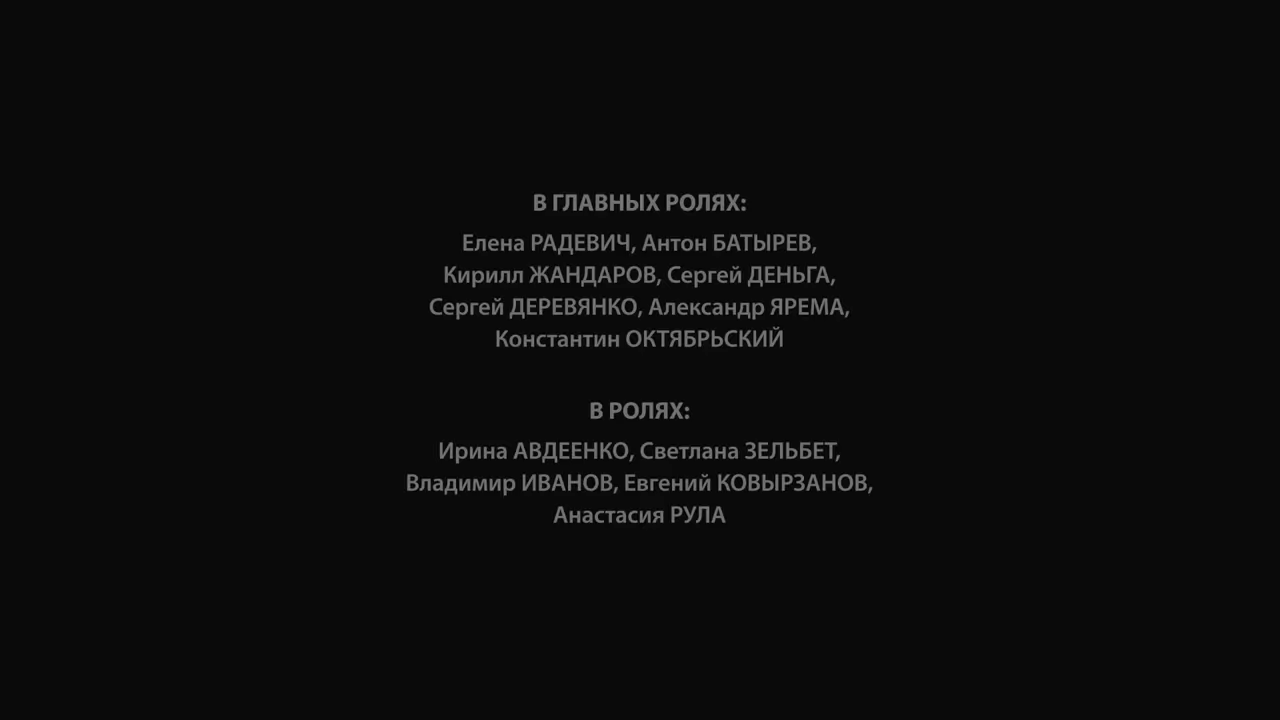 В ГЛАВНЫХ РОЛЯХ:
Елена РАДЕВИЧ, Антон БАТЫРЕВ,
Кирилл ЖАНДАРОВ, Сергей ДЕНЬГА,
Сергей ДЕРЕВЯНКО, Александр ЯРЕМА,
Константин ОКТЯБРЬСКИЙ
В РОЛЯХ:
Ирина АВДЕЕНКО, Светлана ЗЕЛЬБЕТ,
Владимир ИВАНОВ, Евгений КОВЫРЗАНОВ,
Анастасия РУЛА